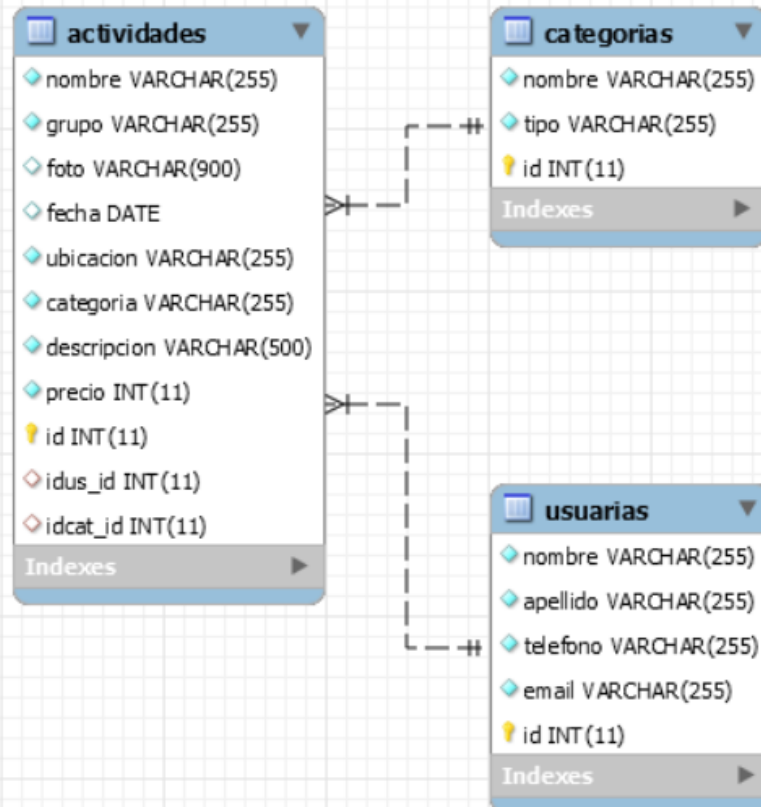 actividades
nombre VARCHAR(255)
grupo VARCHAR(255)
foto VARCHAR(900)
fecha DATE
ubicacion VARCHAR(255)
categoria VARCHAR(255)
descripcion VARCHAR(500)
precio INT(11)
id INT(11)
idus_id INT(11)
idcat_id INT(11)
Indexes
categorias
nombre VARCHAR(255)
tipo VARCHAR(255)
id INT(11)
Indexes
usuarias
nombre VARCHAR(255)
apellido VARCHAR(255)
telefono VARCHAR(255)
email VARCHAR(255)
id INT(11)
Indexes